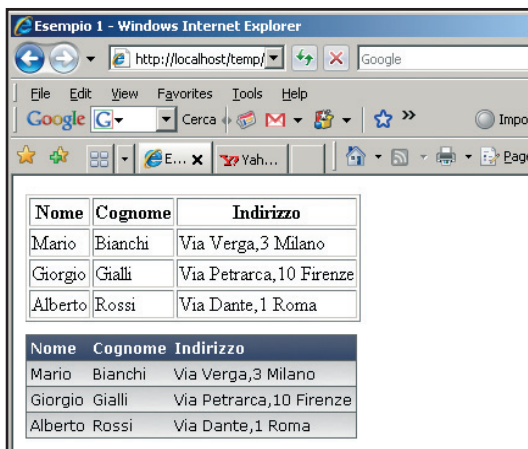 Esempio 1 - Windows Internet Explorer
http://localhost/temp/ Google
File Edit View Favorites Tools Help
Google G Cerca » Impo
E... Yah... Page
Nome Cognome Indirizzo
Mario Bianchi Via Verga,3 Milano
Giorgio Gialli Via Petrarca,10 Firenze
Alberto Rossi Via Dante,1 Roma
Nome Cognome Indirizzo
Mario Bianchi Via Verga,3 Milano
Giorgio Gialli Via Petrarca,10 Firenze
Alberto Rossi Via Dante,1 Roma